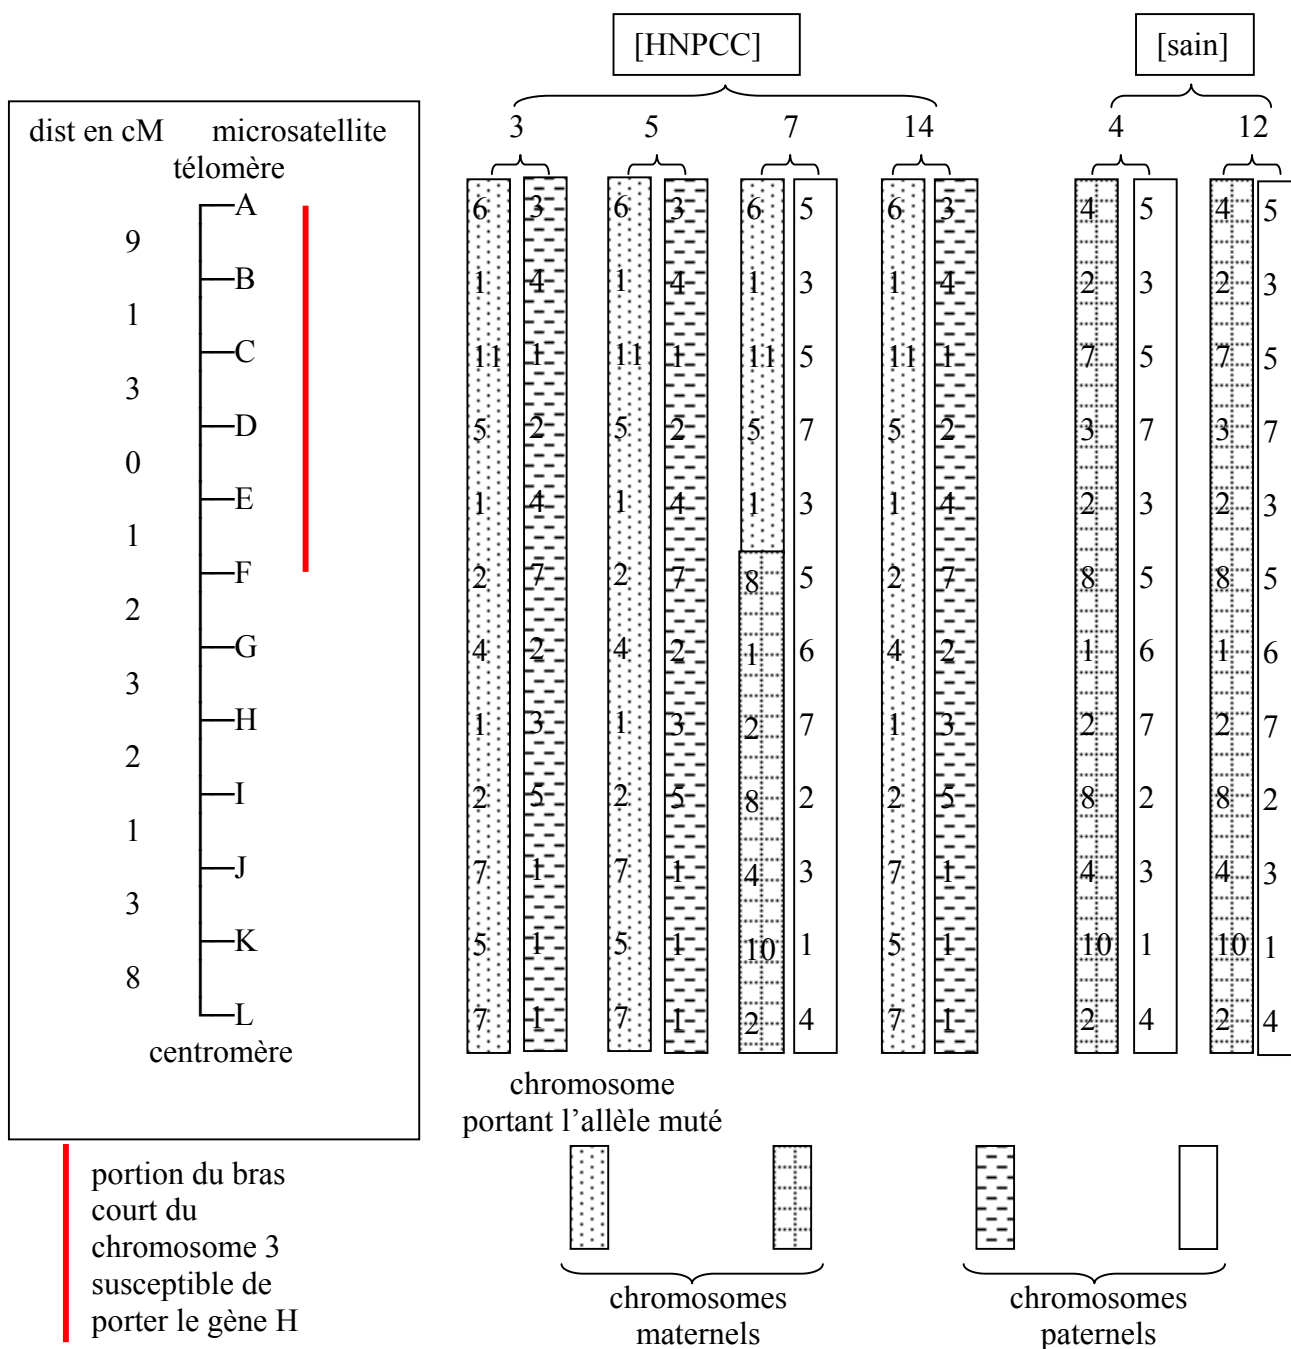 [HNPCC] [sain]
dist en cM microsatellite 3 5 7 14 4 12
télomère
A 6 3 6 3 6 5 6 3 4 5 4 5
9
B 1 4 1 4 1 3 1 4 2 3 2 3
1
C 11 1 11 1 11 5 11 1 7 5 7 5
3
D 5 2 5 2 5 7 5 2 3 7 3 7
0
E 1 4 1 4 1 3 1 4 2 3 2 3
1
F 2 7 2 7 8 5 2 7 8 5 8 5
2
G 4 2 4 2 1 6 4 2 1 6 1 6
3
H 1 3 1 3 2 7 1 3 2 7 2 7
2
I 2 5 2 5 8 2 2 5 8 2 8 2
1
J 7 1 7 1 4 3 7 1 4 3 4 3
3
K 5 1 5 1 10 1 5 1 10 1 10 1
8
L 7 1 7 1 2 4 7 1 2 4 2 4
centromère
chromosome
portant l'allèle muté
portion du bras
court du
chromosome 3
susceptible de
porter le gène H
chromosomes
maternels
chromosomes
paternels